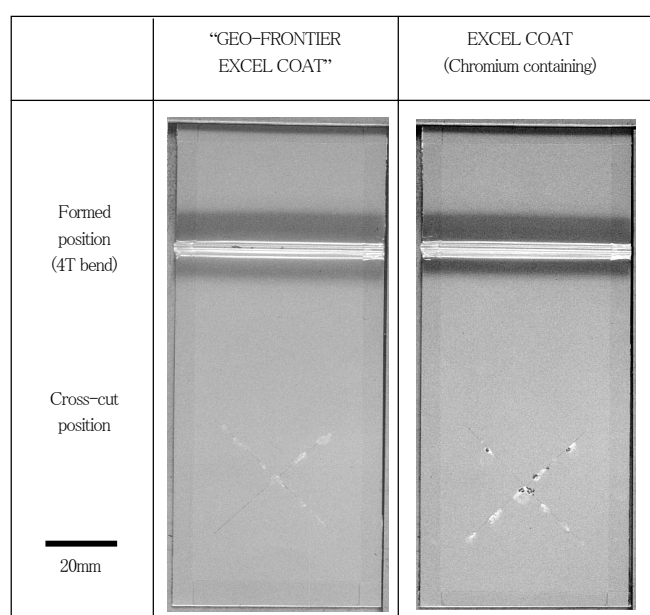 “GEO-FRONTIER
EXCEL COAT”
EXCEL COAT
(Chromium containing)
Formed
position
(4T bend)
Cross-cut
position
20mm